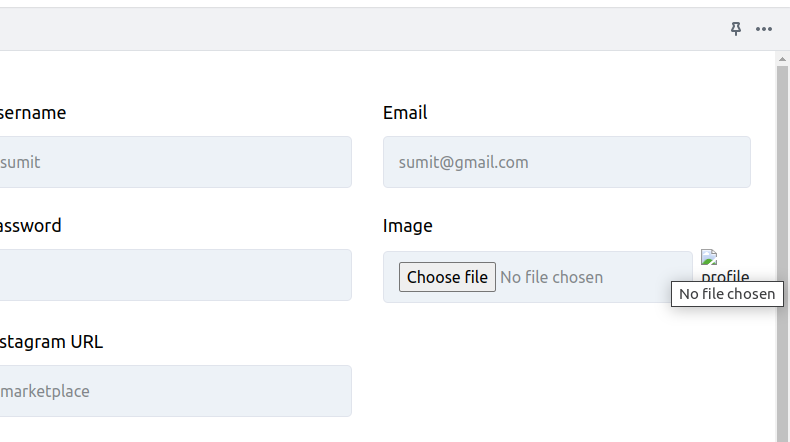 sername
Email
sumit
sumit@gmail.com
assword
Image
Choose file No file chosen
profile
No file chosen
stagram URL
marketplace